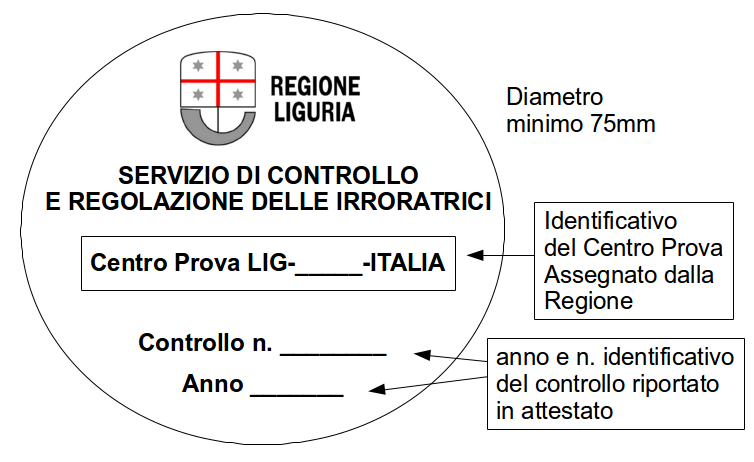 REGIONE
LIGURIA
Diametro
minimo 75mm
SERVIZIO DI CONTROLLO
E REGOLAZIONE DELLE IRRORATRICI
Identificativo
del Centro Prova
Assegnato dalla
Regione
Centro Prova LIG-_____-ITALIA
Controllo n. ________
Anno _______
anno e n. identificativo
del controllo riportato
in attestato